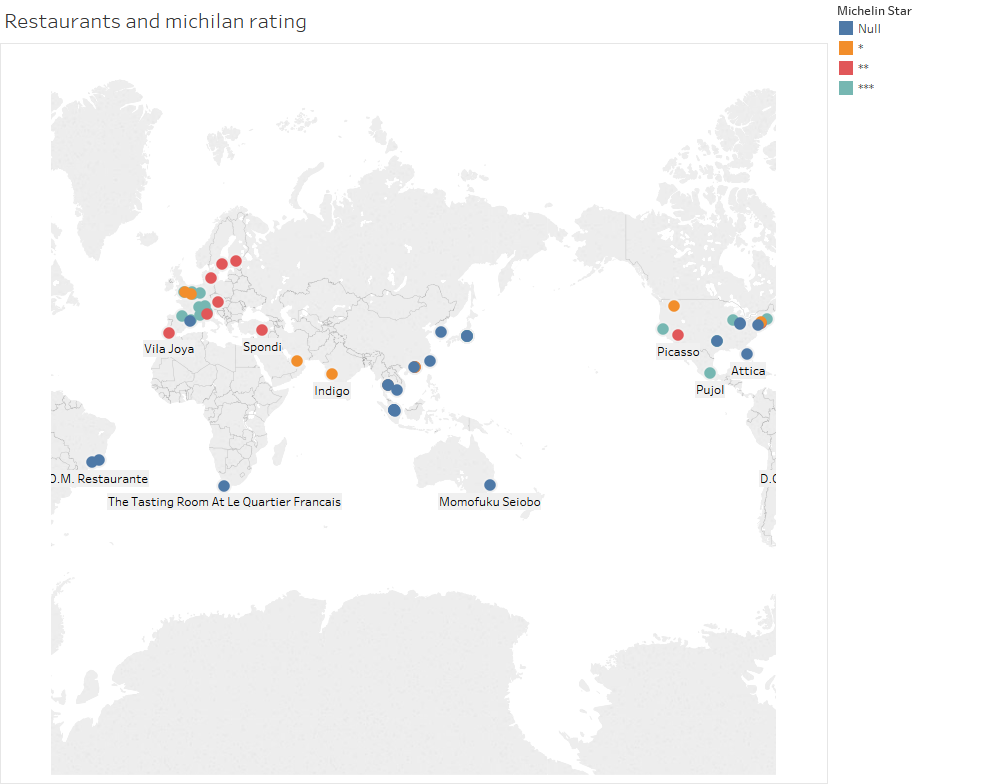 Restaurants and michilan rating
Michelin Star
Null
*
**
***
Vila Joya
Spondi
Indigo
Picasso
Attica
Pujol
D.O.M. Restaurante
The Tasting Room At Le Quartier Francais
Momofuku Seiobo
D.O